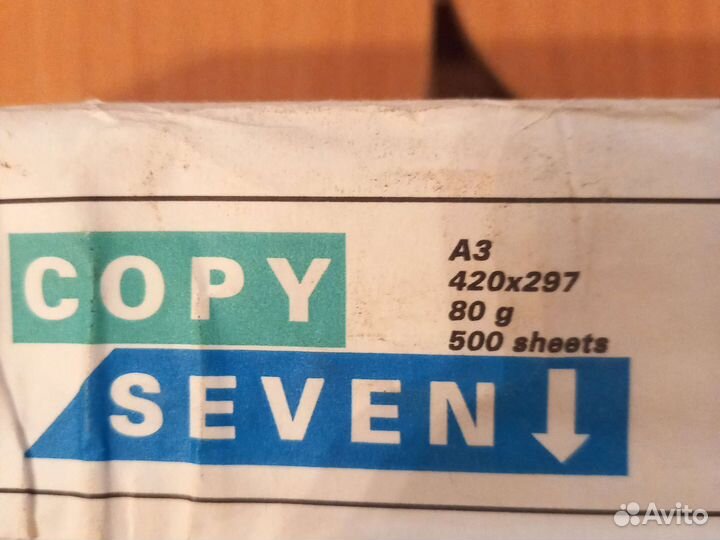 COPY
SEVEN
A3
420x297
80 g
500 sheets
Avito